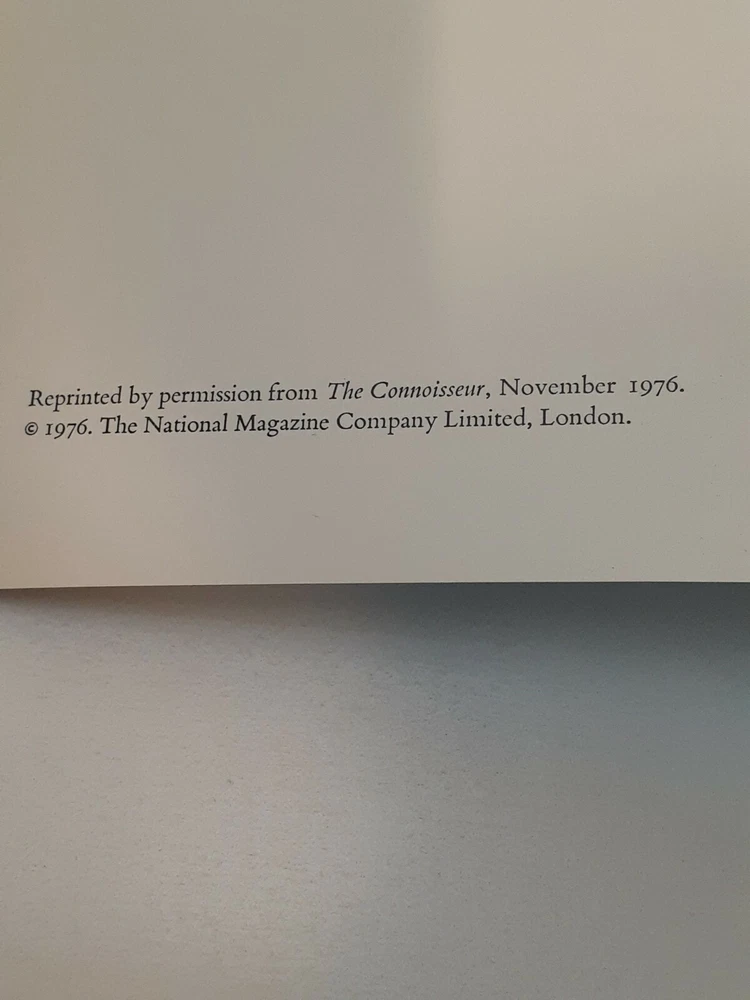 Reprinted by permission from The Connoisseur, November 1976.
© 1976. The National Magazine Company Limited, London.